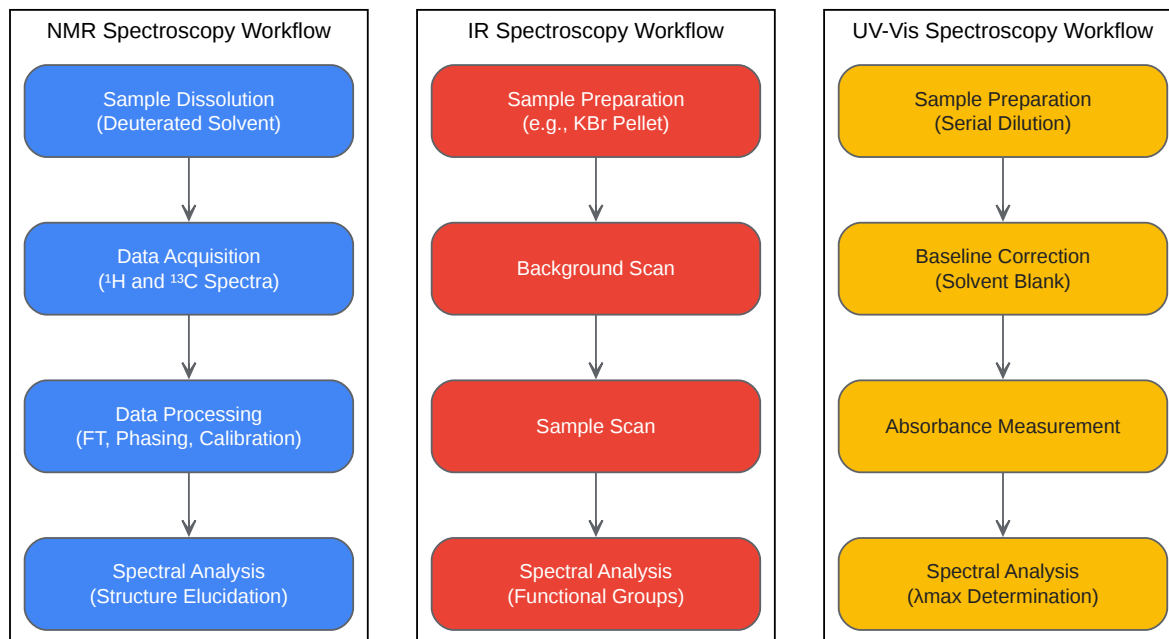 NMR Spectroscopy Workflow
Sample Dissolution
(Deuterated Solvent)
Data Acquisition
(¹H and ¹³C Spectra)
Data Processing
(FT, Phasing, Calibration)
Spectral Analysis
(Structure Elucidation)
IR Spectroscopy Workflow
Sample Preparation
(e.g., KBr Pellet)
Background Scan
Sample Scan
Spectral Analysis
(Functional Groups)
UV-Vis Spectroscopy Workflow
Sample Preparation
(Serial Dilution)
Baseline Correction
(Solvent Blank)
Absorbance Measurement
Spectral Analysis
(λmax Determination)